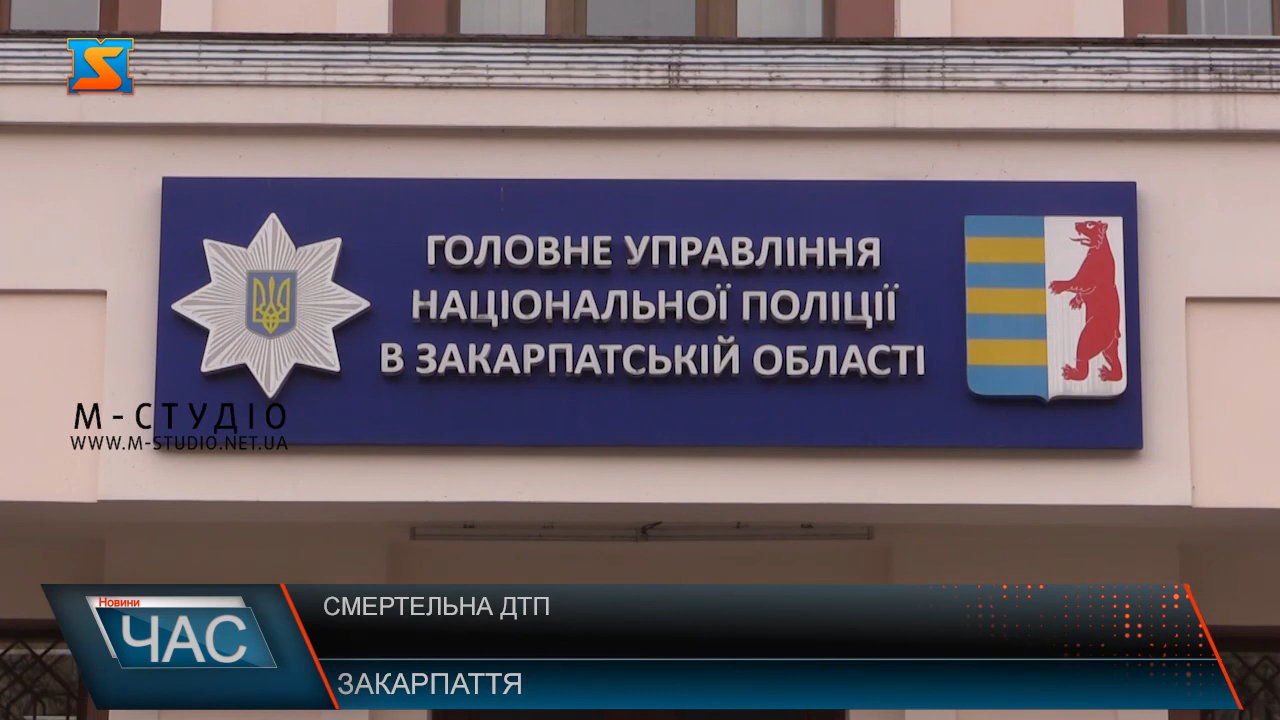 ГОЛОВНЕ УПРАВЛІННЯ
НАЦІОНАЛЬНОЇ ПОЛІЦІЇ
В ЗАКАРПАТСЬКІЙ ОБЛАСТІ
М-СТУДІО
WWW.M-STUDIO.NET.UA
Новини
ЧАС
СМЕРТЕЛЬНА ДТП
ЗАКАРПАТТЯ